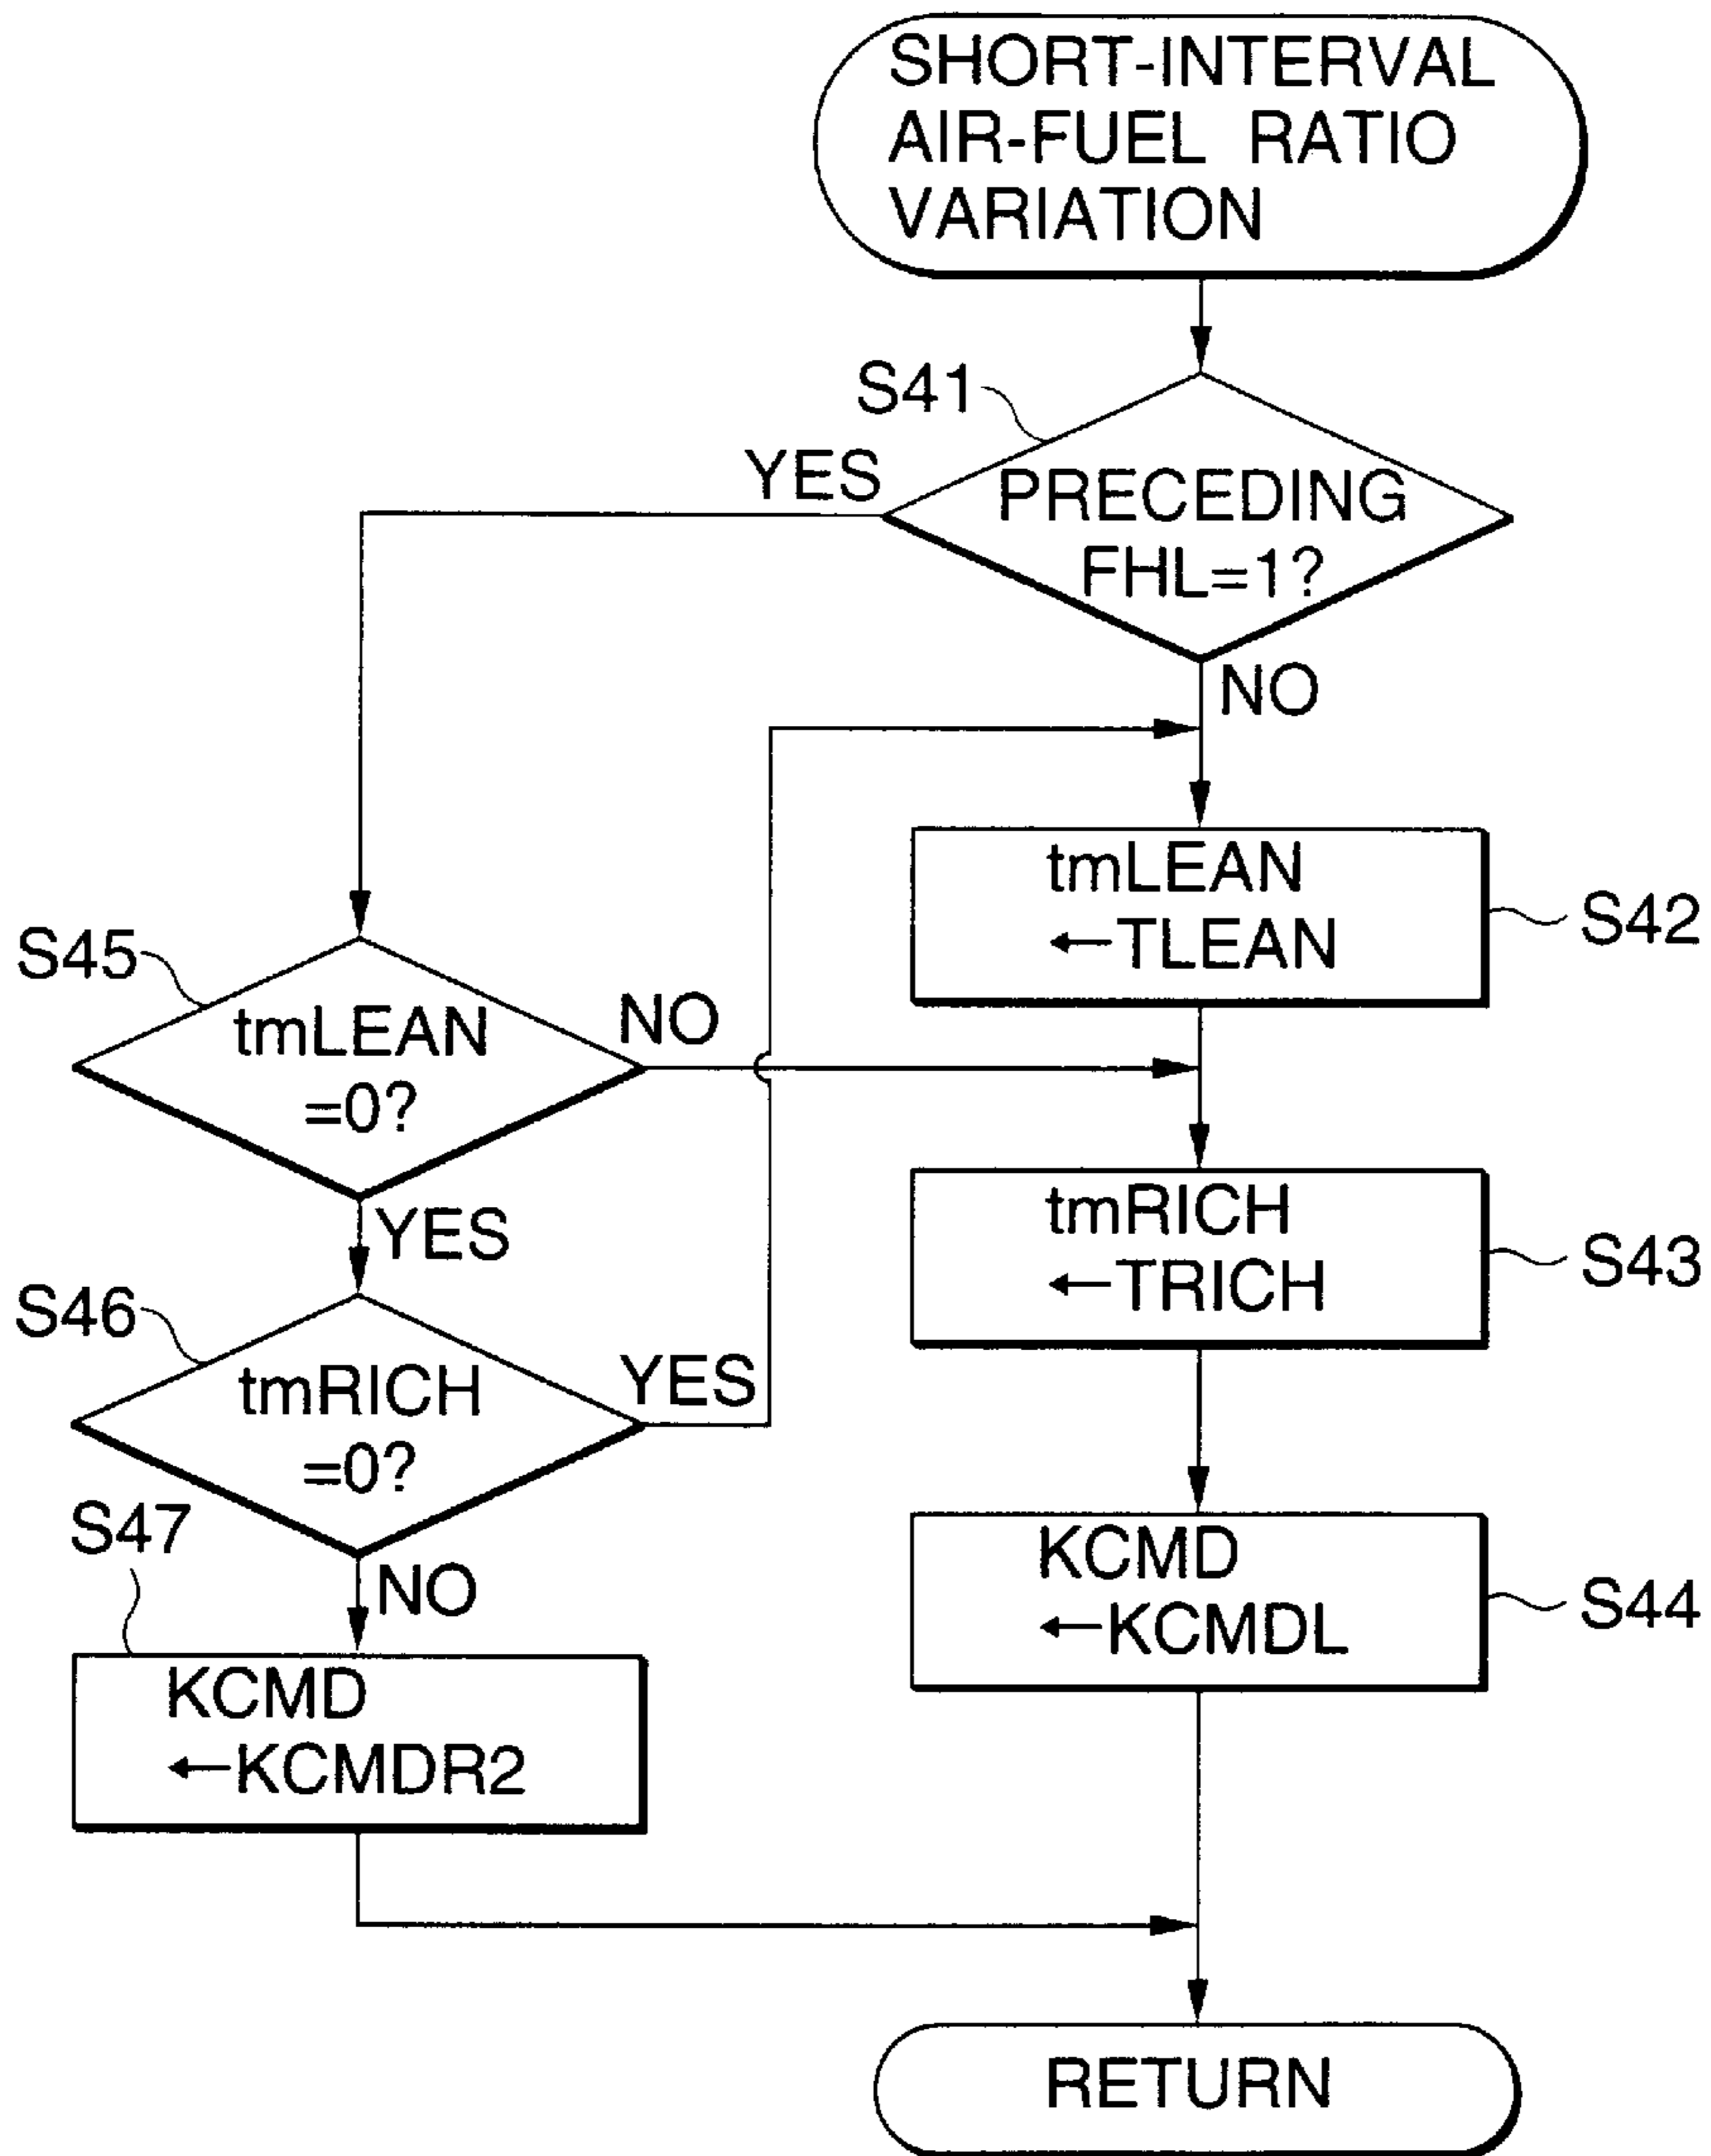 SHORT-INTERVAL
AIR-FUEL RATIO
VARIATION
S41
YES
PRECEDING
FHL=1?
NO
tmLEAN
←TLEAN
S42
S45
tmLEAN
=0?
NO
YES
tmRICH
←TRICH
S43
S46
tmRICH
=0?
YES
NO
S47
KCMD
←KCMDL
S44
KCMD
←KCMDR2
RETURN